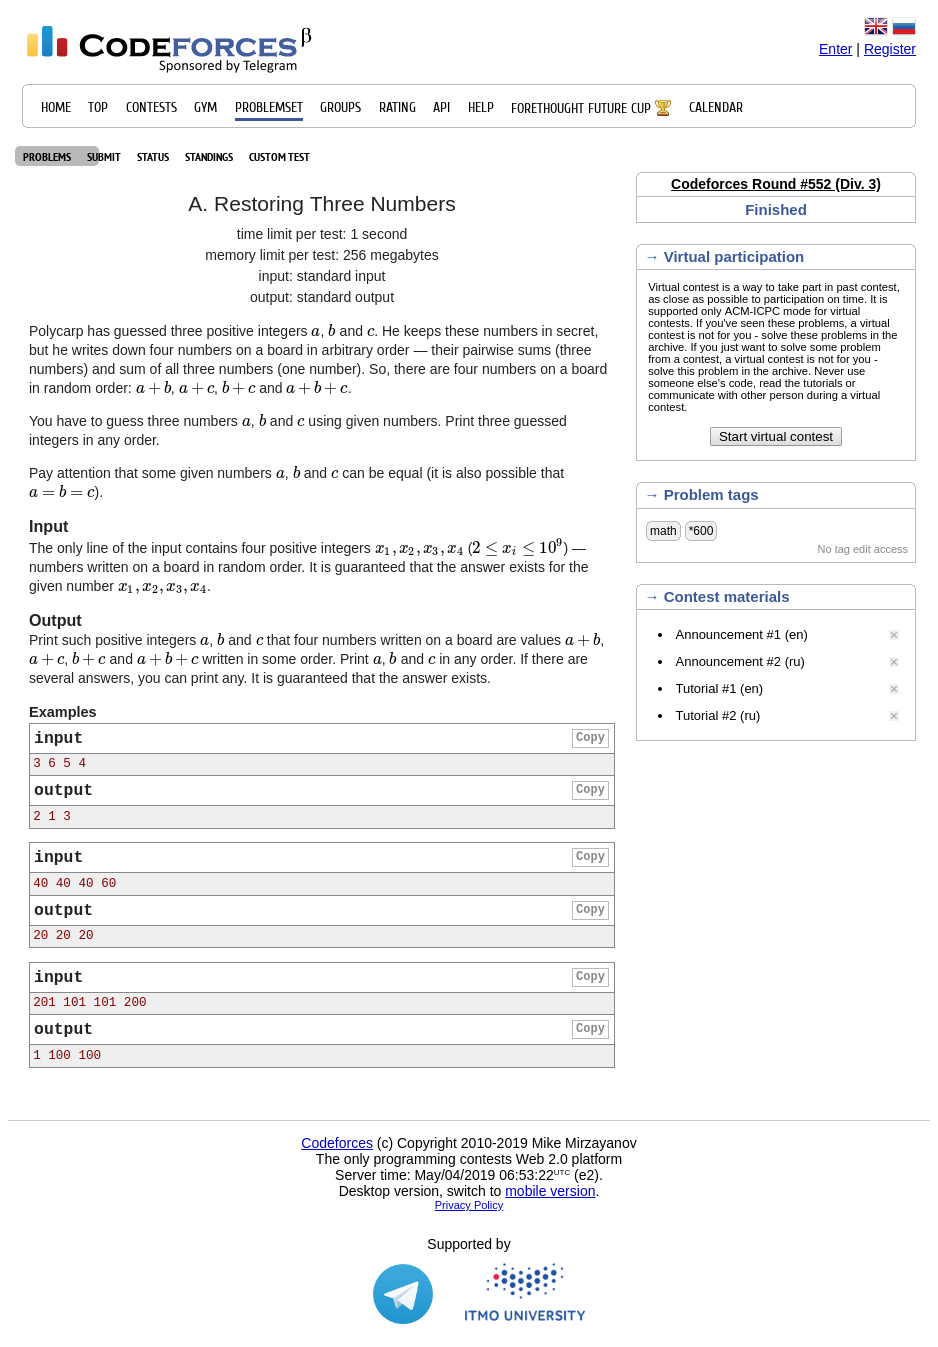 CODEFORCES β
Sponsored by Telegram
Enter | Register
HOME TOP CONTESTS GYM PROBLEMSET GROUPS RATING API HELP FORETHOUGHT FUTURE CUP CALENDAR
PROBLEMS SUBMIT STATUS STANDINGS CUSTOM TEST
A. Restoring Three Numbers
time limit per test: 1 second
memory limit per test: 256 megabytes
input: standard input
output: standard output
Polycarp has guessed three positive integers a, b and c. He keeps these numbers in secret,
but he writes down four numbers on a board in arbitrary order — their pairwise sums (three
numbers) and sum of all three numbers (one number). So, there are four numbers on a board
in random order: a + b, a + c, b + c and a + b + c.
You have to guess three numbers a, b and c using given numbers. Print three guessed
integers in any order.
Pay attention that some given numbers a, b and c can be equal (it is also possible that
a = b = c).
Input
The only line of the input contains four positive integers x₁, x₂, x₃, x₄ (2 ≤ xᵢ ≤ 10⁹) —
numbers written on a board in random order. It is guaranteed that the answer exists for the
given number x₁, x₂, x₃, x₄.
Output
Print such positive integers a, b and c that four numbers written on a board are values a + b,
a + c, b + c and a + b + c written in some order. Print a, b and c in any order. If there are
several answers, you can print any. It is guaranteed that the answer exists.
Examples
input Copy
3 6 5 4
output Copy
2 1 3
input Copy
40 40 40 60
output Copy
20 20 20
input Copy
201 101 101 200
output Copy
1 100 100
Codeforces Round #552 (Div. 3)
Finished
→ Virtual participation
Virtual contest is a way to take part in past contest,
as close as possible to participation on time. It is
supported only ACM-ICPC mode for virtual
contests. If you've seen these problems, a virtual
contest is not for you - solve these problems in the
archive. If you just want to solve some problem
from a contest, a virtual contest is not for you -
solve this problem in the archive. Never use
someone else's code, read the tutorials or
communicate with other person during a virtual
contest.
Start virtual contest
→ Problem tags
math *600
No tag edit access
→ Contest materials
Announcement #1 (en)
Announcement #2 (ru)
Tutorial #1 (en)
Tutorial #2 (ru)
Codeforces (c) Copyright 2010-2019 Mike Mirzayanov
The only programming contests Web 2.0 platform
Server time: May/04/2019 06:53:22 UTC (e2).
Desktop version, switch to mobile version.
Privacy Policy
Supported by
ITMO UNIVERSITY